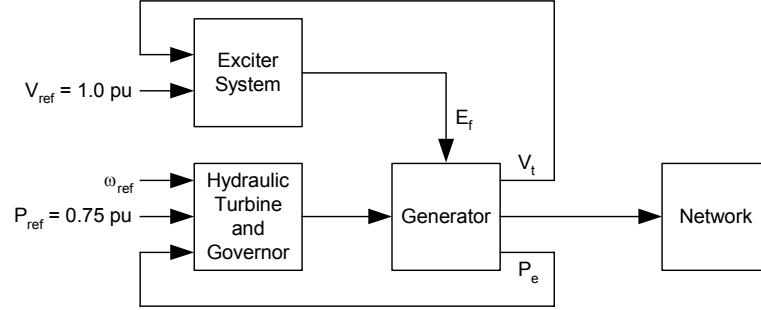 Exciter
System
V_ref = 1.0 pu
E_f
V_t
ω_ref
P_ref = 0.75 pu
Hydraulic
Turbine
and
Governor
Generator
Network
P_e